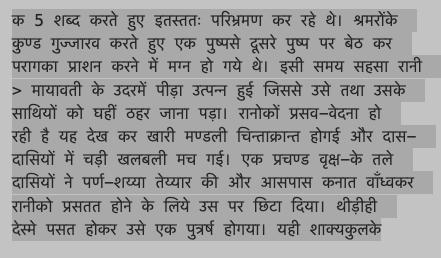 क 5 शब्द करते हुए इतस्ततः परिभ्रमण कर रहे थे। श्रमरोंके
कुण्ड गुज्जारव करते हुए एक पुष्पसे दूसरे पुष्प पर बेठ कर
परागका प्राशन करने में मग्न हो गये थे। इसी समय सहसा रानी
> मायावती के उदरमें पीड़ा उत्पन्न हुई जिससे उसे तथा उसके
साथियों को घहीं ठहर जाना पड़ा। रानोकों प्रसव–वेदना हो
रही है यह देख कर खारी मण्डली चिन्ताक्रान्त होगई और दास–
दासियों में चड़ी खलबली मच गई। एक प्रचण्ड वृक्ष–के तले
दासियों ने पर्ण–शय्या तेय्यार की और आसपास कनात वाँध्वकर
रानीको प्रसतत होने के लिये उस पर छिटा दिया। थीड़ीही
देस्मे पसत होकर उसे एक पुत्रर्ष होगया। यही शाक्यकुलके